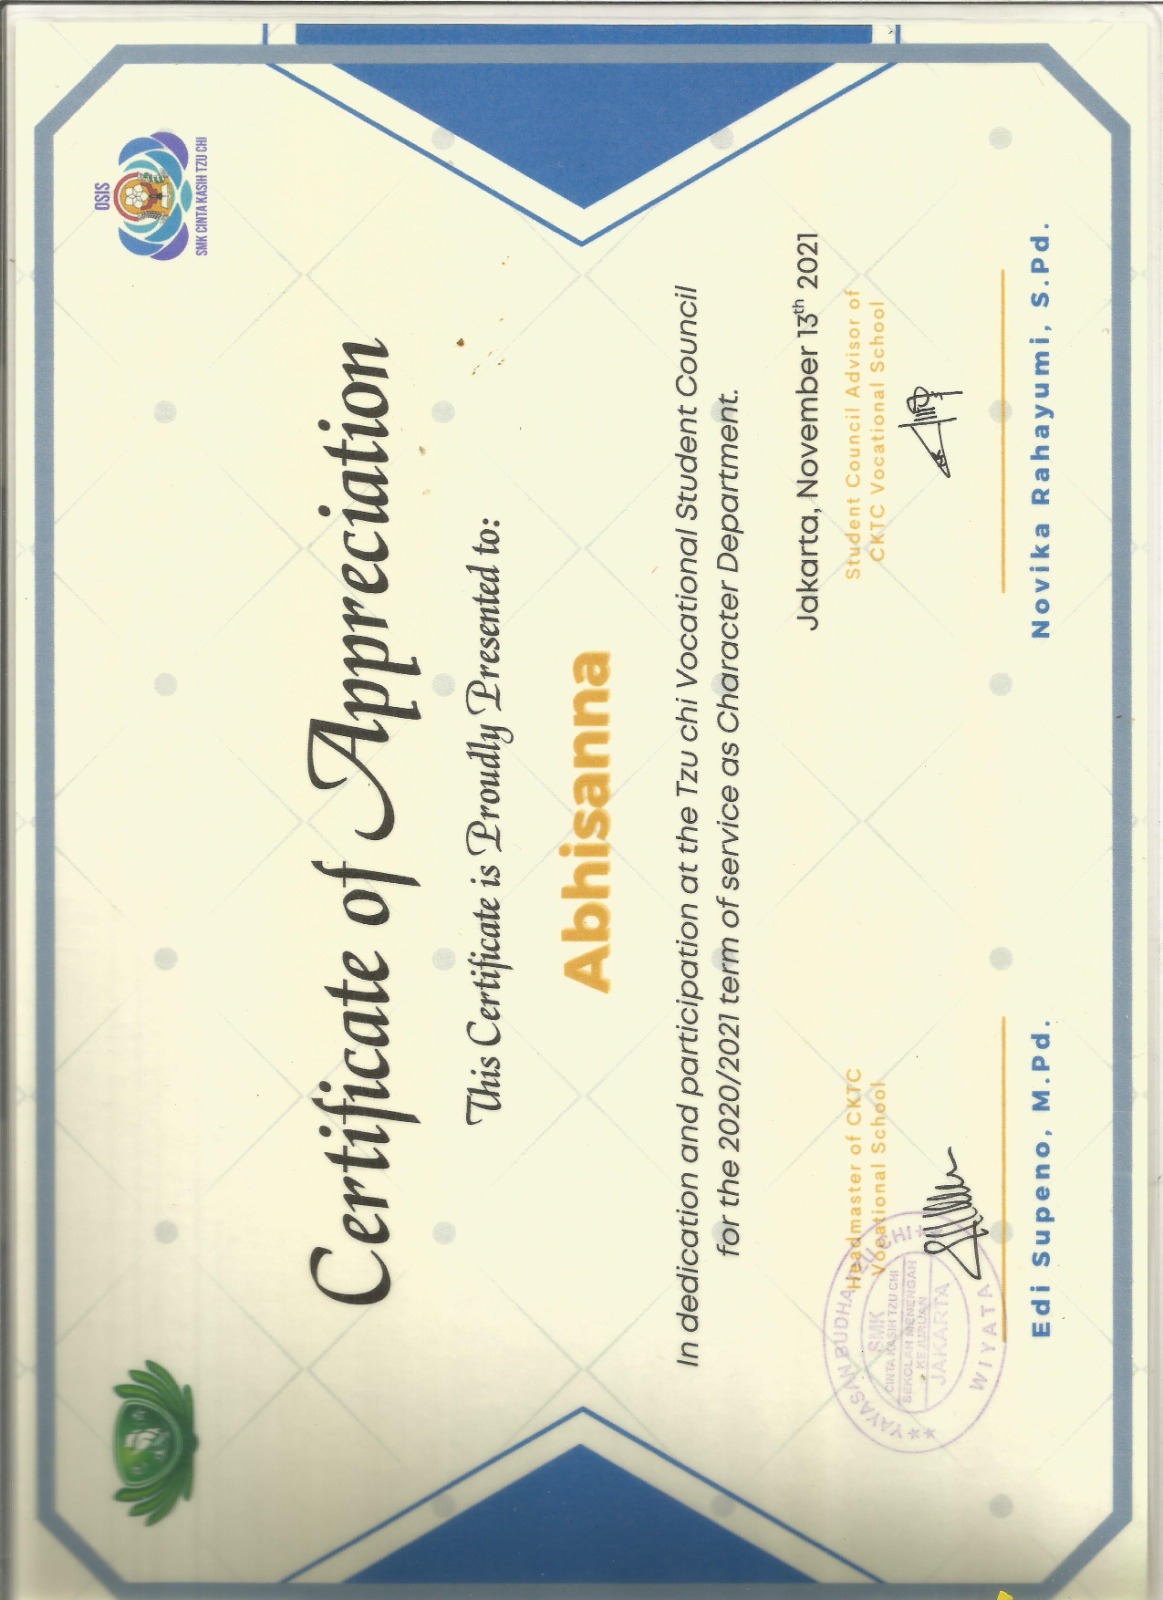 OSIS
SMK CINTA KASIH TZU CHI
Certificate of Appreciation
This Certificate is Proudly Presented to:
Abhisanna
In dedication and participation at the Tzu chi Vocational Student Council
for the 2020/2021 term of service as Character Department.
Jakarta, November 13th 2021
Headmaster of CKTC
Vocational School
YAYASAN BUDHA TZU CHI
SMK
CINTA KASIH TZU CHI
SEKOLAH MENENGAH
KEJURUAN
JAKARTA
WIYATA
Edi Supeno, M.Pd.
Student Council Advisor of
CKTC Vocational School
Novika Rahayumi, S.Pd.